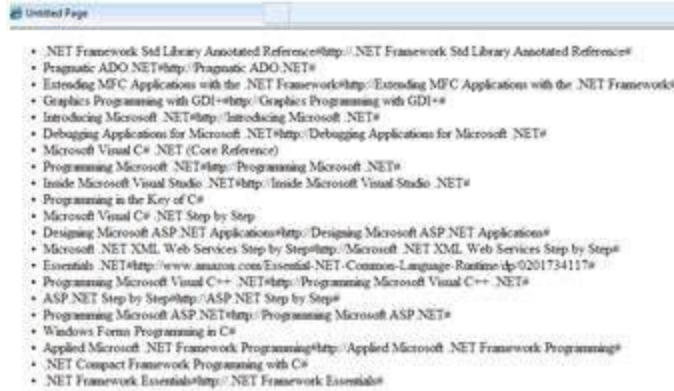 Untitled Page
.NET Framework Std Library Annotated Reference#http://.NET Framework Std Library Annotated Reference#
Pragmatic ADO.NET#http://Pragmatic ADO.NET#
Extending MFC Applications with the .NET Framework#http://Extending MFC Applications with the .NET Framework#
Graphics Programming with GDI+#http://Graphics Programming with GDI+#
Introducing Microsoft .NET#http://Introducing Microsoft .NET#
Debugging Applications for Microsoft .NET#http://Debugging Applications for Microsoft .NET#
Microsoft Visual C# .NET (Core Reference)
Programming Microsoft .NET#http://Programming Microsoft .NET#
Inside Microsoft Visual Studio .NET#http://Inside Microsoft Visual Studio .NET#
Programming in the Key of C#
Microsoft Visual C# .NET Step by Step
Designing Microsoft ASP.NET Applications#http://Designing Microsoft ASP.NET Applications#
Microsoft .NET XML Web Services Step by Step#http://Microsoft .NET XML Web Services Step by Step#
Essentials .NET#http://www.amazon.com/Essential-NET-Common-Language-Runtime/dp/0201734117#
Programming Microsoft Visual C++ .NET#http://Programming Microsoft Visual C++ .NET#
ASP.NET Step by Step#http://ASP.NET Step by Step#
Programming Microsoft ASP.NET#http://Programming Microsoft ASP.NET#
Windows Forms Programming in C#
Applied Microsoft .NET Framework Programming#http://Applied Microsoft .NET Framework Programming#
.NET Compact Framework Programming with C#
.NET Framework Essentials#http://.NET Framework Essentials#